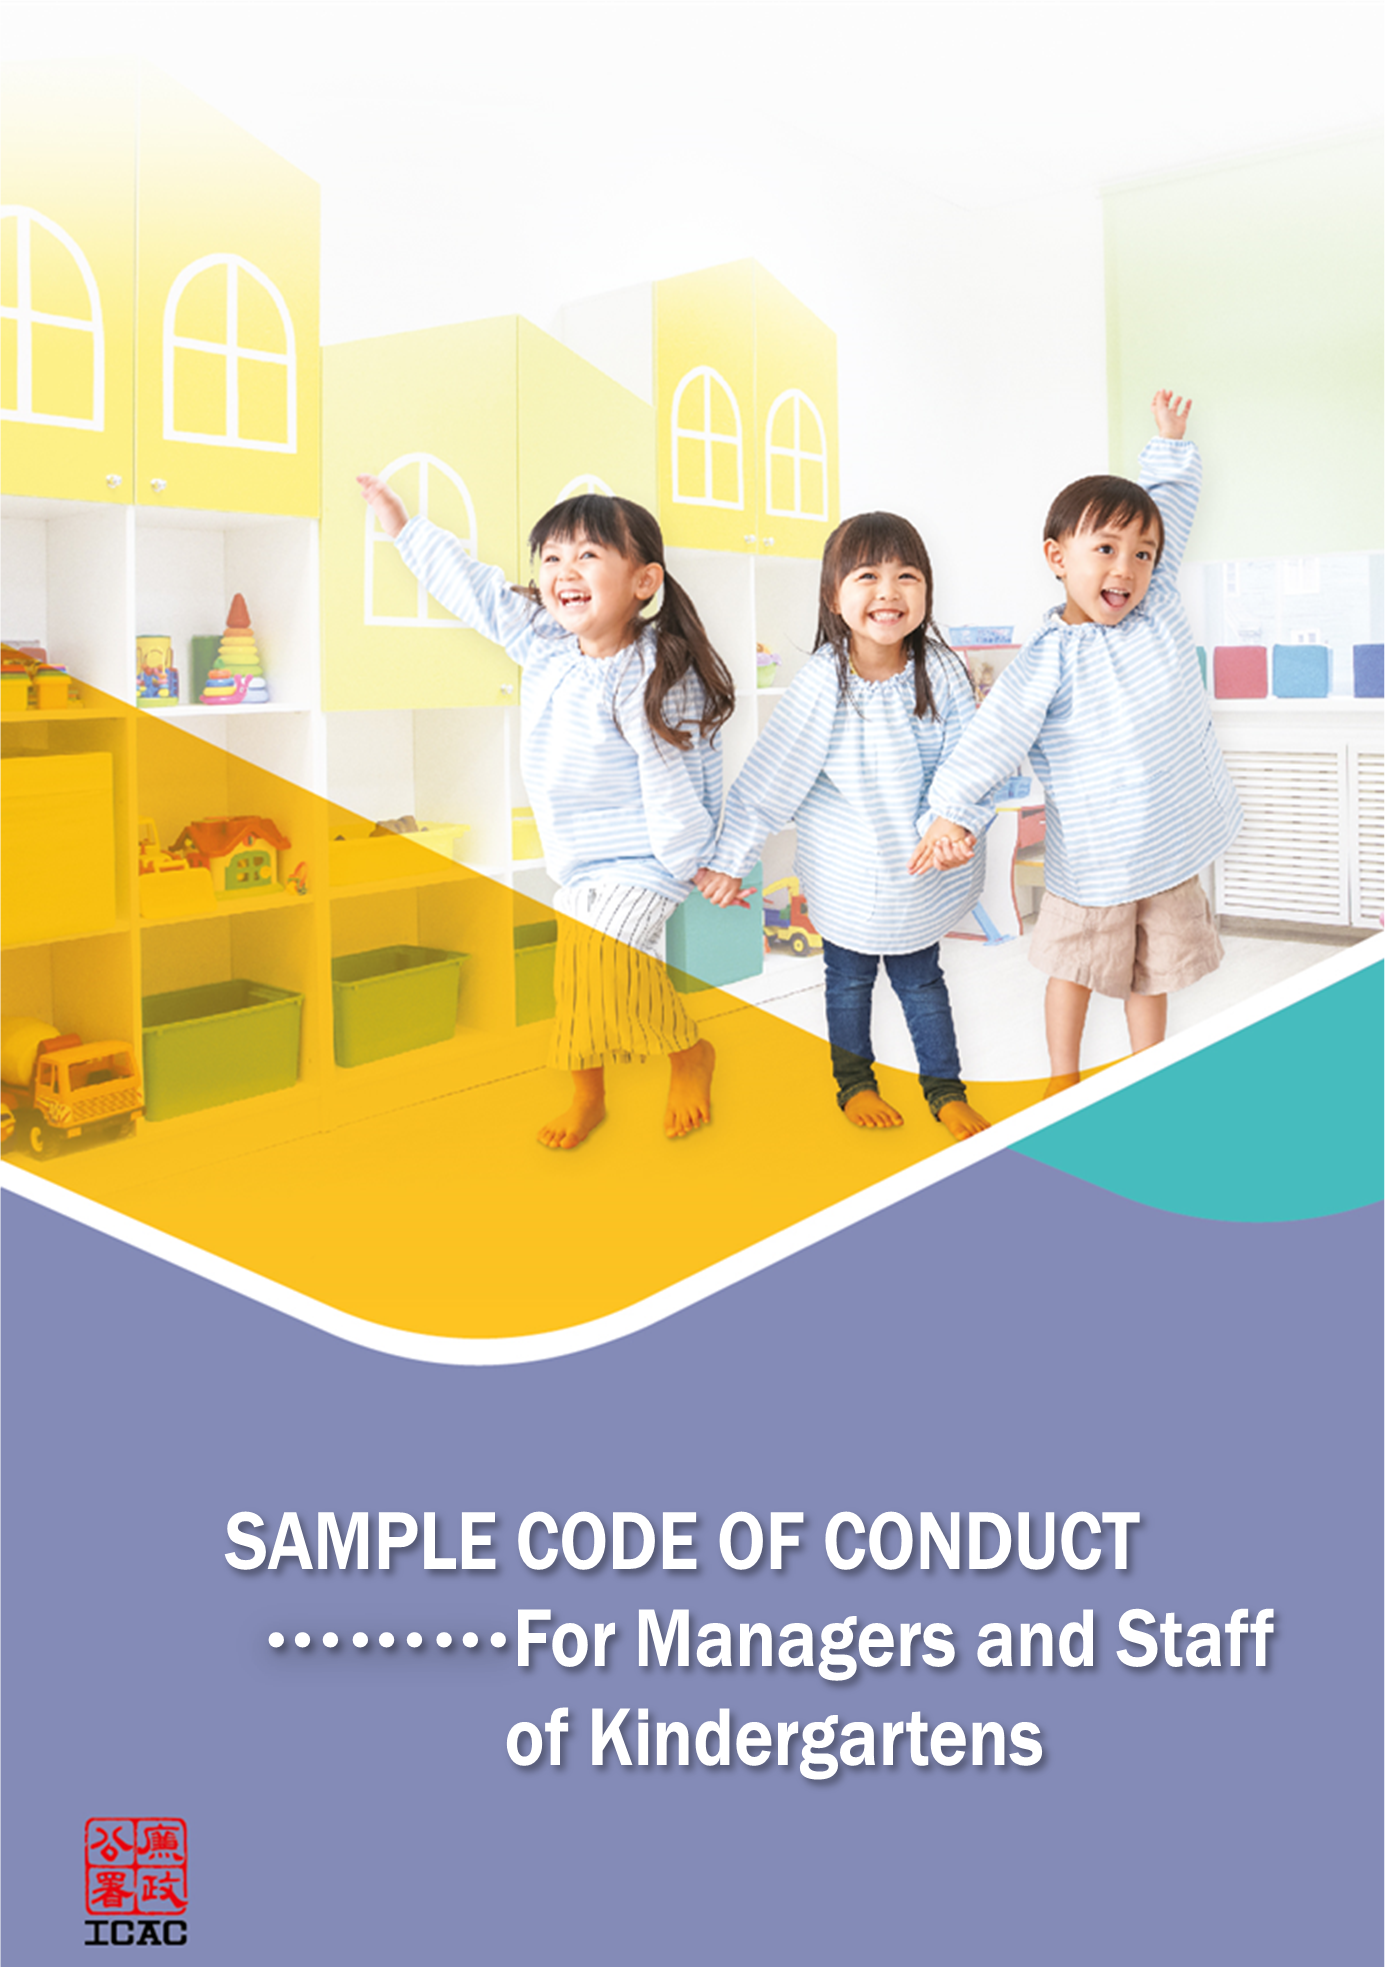 SAMPLE CODE OF CONDUCT
·········For Managers and Staff
of Kindergartens
公廉
署政
ICAC